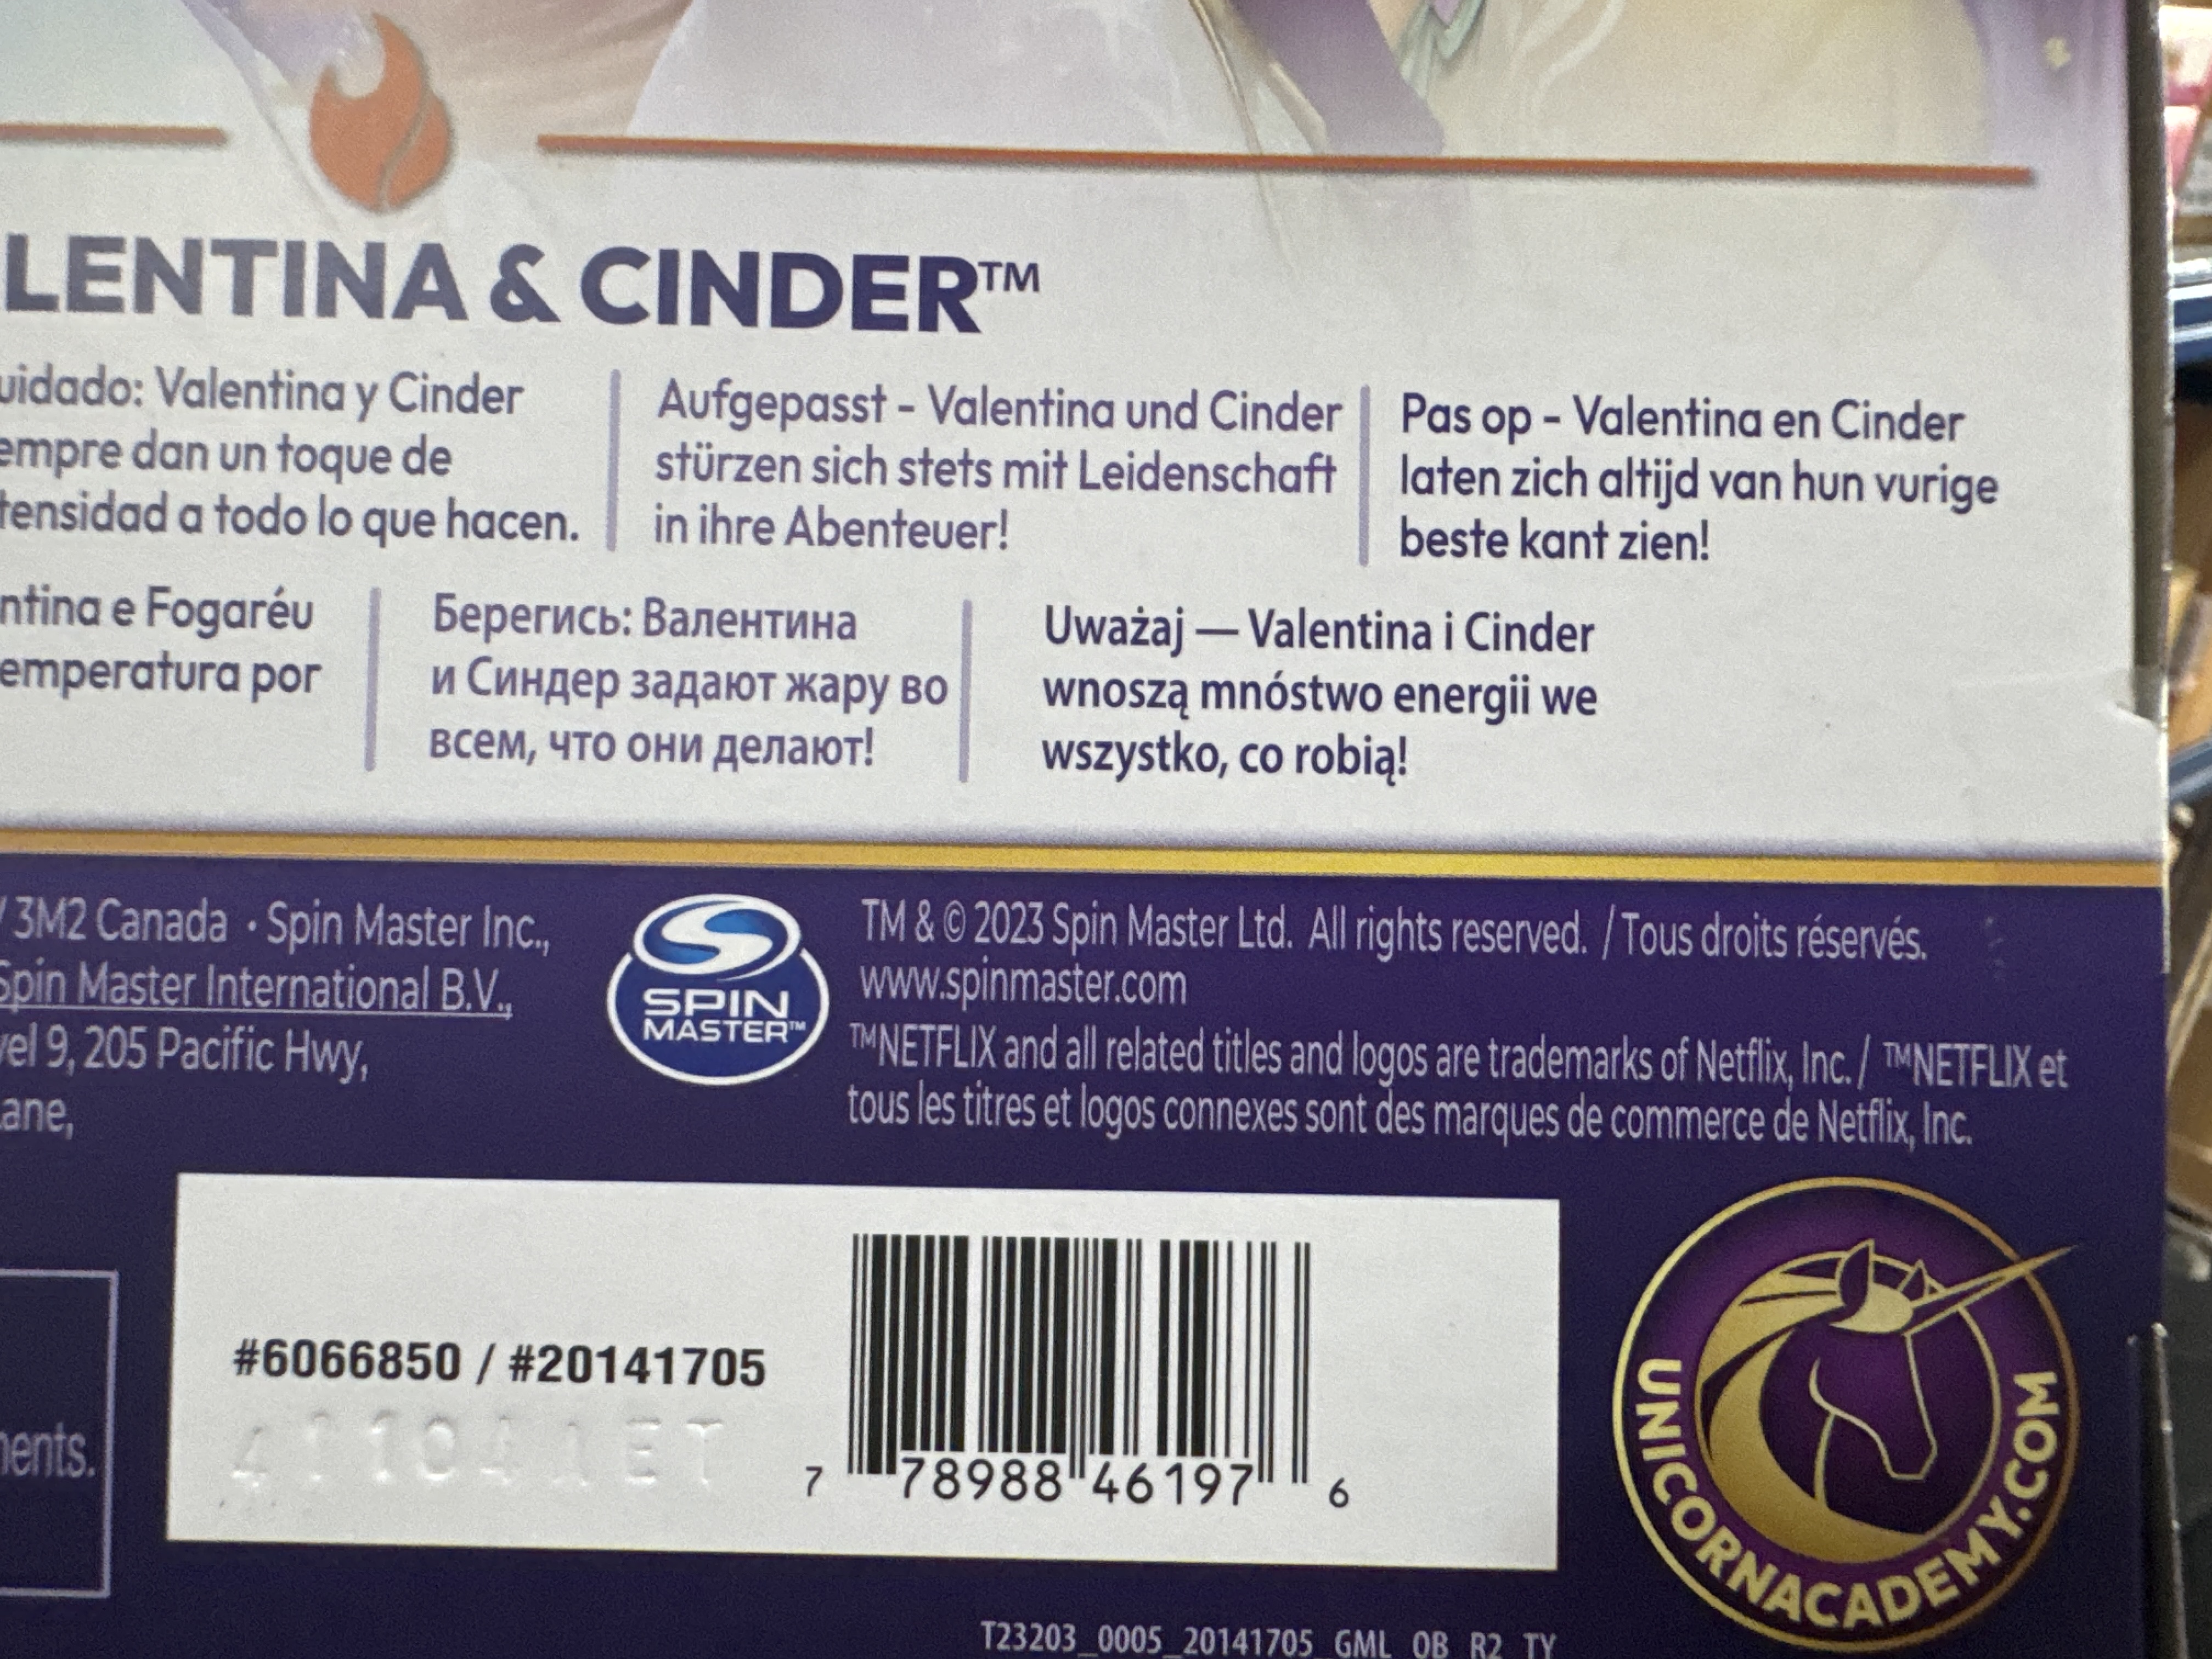 LENTINA & CINDER™
uidado: Valentina y Cinder
empre dan un toque de
tensidad a todo lo que hacen.
Aufgepasst - Valentina und Cinder
stürzen sich stets mit Leidenschaft
in ihre Abenteuer!
Pas op - Valentina en Cinder
laten zich altijd van hun vurige
beste kant zien!
ntina e Fogaréu
emperatura por
Берегись: Валентина
и Синдер задают жару во
всем, что они делают!
Uważaj — Valentina i Cinder
wnoszą mnóstwo energii we
wszystko, co robią!
3M2 Canada · Spin Master Inc.,
Spin Master International B.V.,
vel 9, 205 Pacific Hwy,
ane,
SPIN
MASTER™
TM & © 2023 Spin Master Ltd. All rights reserved. / Tous droits réservés.
www.spinmaster.com
™NETFLIX and all related titles and logos are trademarks of Netflix, Inc. / ™NETFLIX et
tous les titres et logos connexes sont des marques de commerce de Netflix, Inc.
ents.
#6066850 / #20141705
7 78988 46197 6
UNICORNACADEMY.COM
T23203_0005_20141705_GML_OB_R2_TY